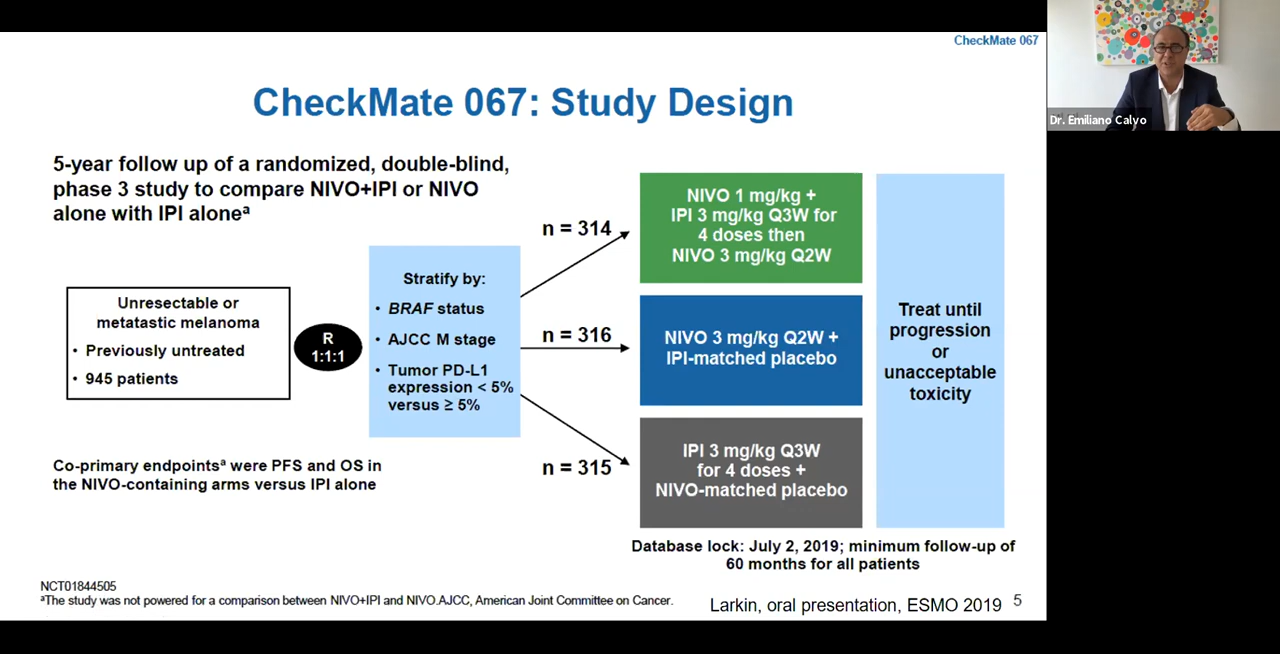 CheckMate 067
Dr. Emiliano Calvo
CheckMate 067: Study Design
5-year follow up of a randomized, double-blind,
phase 3 study to compare NIVO+IPI or NIVO
alone with IPI aloneᵃ
Unresectable or
metatastic melanoma
• Previously untreated
• 945 patients
R
1:1:1
Stratify by:
• BRAF status
• AJCC M stage
• Tumor PD-L1
expression < 5%
versus ≥ 5%
n = 314
n = 316
n = 315
NIVO 1 mg/kg +
IPI 3 mg/kg Q3W for
4 doses then
NIVO 3 mg/kg Q2W
NIVO 3 mg/kg Q2W +
IPI-matched placebo
IPI 3 mg/kg Q3W
for 4 doses +
NIVO-matched placebo
Treat until
progression
or
unacceptable
toxicity
Co-primary endpointsᵃ were PFS and OS in
the NIVO-containing arms versus IPI alone
Database lock: July 2, 2019; minimum follow-up of
60 months for all patients
NCT01844505
ᵃThe study was not powered for a comparison between NIVO+IPI and NIVO.AJCC, American Joint Committee on Cancer.
Larkin, oral presentation, ESMO 2019
5